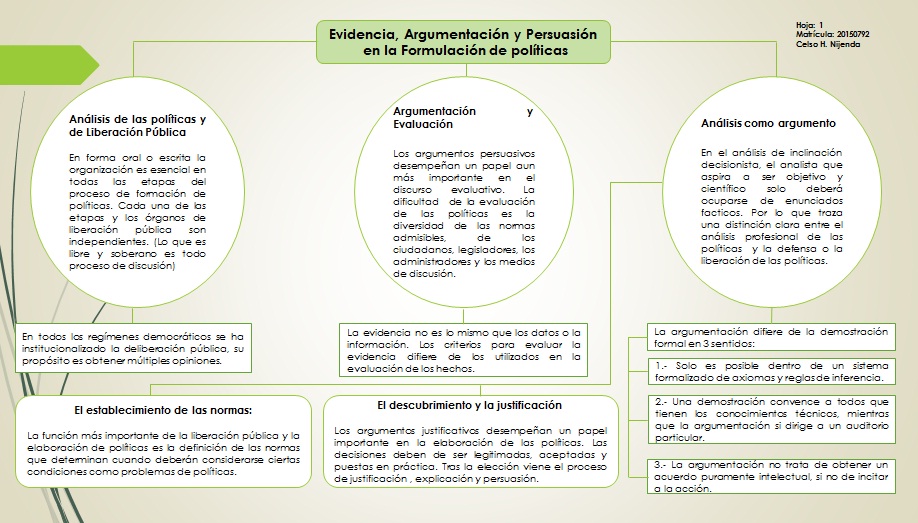 Evidencia, Argumentación y Persuasión
en la Formulación de políticas
Hoja: 1
Matrícula: 20150792
Celso H. Nijenda
Análisis de las políticas y
de Liberación Pública
En forma oral o escrita la
organización es esencial en
todas las etapas del
proceso de formación de
políticas. Cada una de las
etapas y los órganos de
liberación pública son
independientes. (Lo que es
libre y soberano es todo
proceso de discusión)
Argumentación y
Evaluación
Los argumentos persuasivos
desempeñan un papel aun
más importante en el
discurso evaluativo. La
dificultad de la evaluación
de las políticas es la
diversidad de las normas
admisibles, de los
ciudadanos, legisladores, los
administradores y los medios
de discusión.
Análisis como argumento
En el análisis de inclinación
decisionista, el analista que
aspira a ser objetivo y
científico solo deberá
ocuparse de enunciados
facticos. Por lo que traza
una distinción clara entre el
análisis profesional de las
políticas y la defensa o la
liberación de las políticas.
En todos los regímenes democráticos se ha
institucionalizado la deliberación pública, su
propósito es obtener múltiples opiniones.
La evidencia no es lo mismo que los datos o la
información. Los criterios para evaluar la
evidencia difiere de los utilizados en la
evaluación de los hechos.
La argumentación difiere de la demostración
formal en 3 sentidos:
1.- Solo es posible dentro de un sistema
formalizado de axiomas y reglas de inferencia.
2.- Una demostración convence a todos que
tienen los conocimientos técnicos, mientras
que la argumentación si dirige a un auditorio
particular.
3.- La argumentación no trata de obtener un
acuerdo puramente intelectual, si no de incitar
a la acción.
El establecimiento de las normas:
La función más importante de la liberación pública y la
elaboración de políticas es la definición de las normas
que determinan cuando deberán considerarse ciertas
condiciones como problemas de políticas.
El descubrimiento y la justificación
Los argumentos justificativos desempeñan un papel
importante en la elaboración de las políticas. Las
decisiones deben de ser legitimadas, aceptadas y
puestas en práctica. Tras la elección viene el proceso
de justificación , explicación y persuasión.